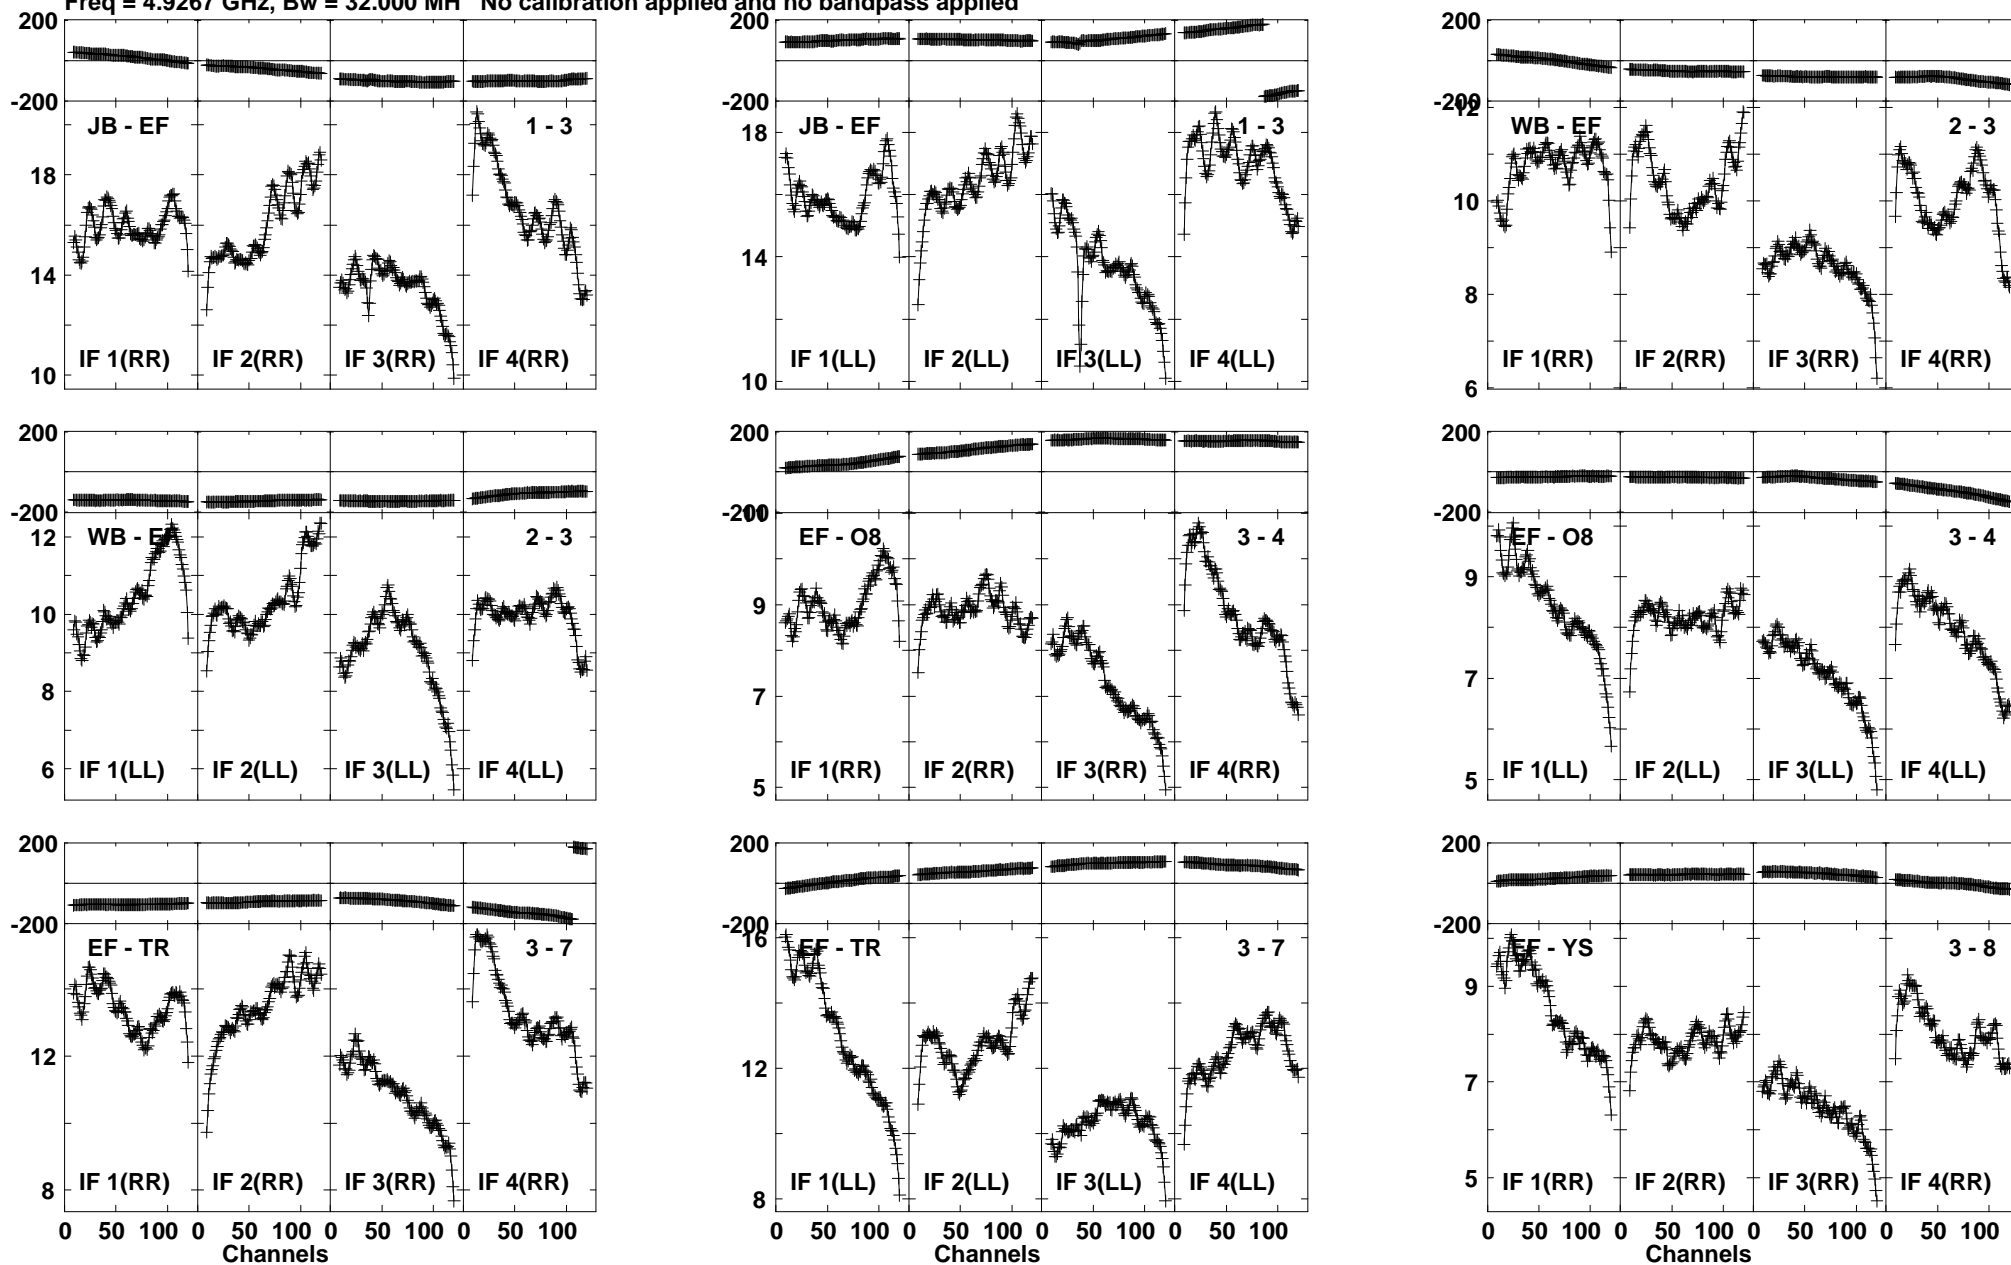 Freq = 4.9267 GHz, Bw = 32.000 MH No calibration applied and no bandpass applied
200 200 200
-200 -200 -200
JB - EF 1 - 3 JB - EF 1 - 3 WB - EF 2 - 3
18 18 12
14 14 10
10 10 8
6
IF 1(RR) IF 2(RR) IF 3(RR) IF 4(RR) IF 1(LL) IF 2(LL) IF 3(LL) IF 4(LL) IF 1(RR) IF 2(RR) IF 3(RR) IF 4(RR)
200 200 200
-200 -200 -200
WB - EF 2 - 3 EF - O8 3 - 4 EF - O8 3 - 4
12 11 9
10 9 7
8 7 5
6 5
IF 1(LL) IF 2(LL) IF 3(LL) IF 4(LL) IF 1(RR) IF 2(RR) IF 3(RR) IF 4(RR) IF 1(LL) IF 2(LL) IF 3(LL) IF 4(LL)
200 200 200
-200 -200 -200
EF - TR 3 - 7 EF - TR 3 - 7 EF - YS 3 - 8
12 16 9
8 12 7
8 5
IF 1(RR) IF 2(RR) IF 3(RR) IF 4(RR) IF 1(LL) IF 2(LL) IF 3(LL) IF 4(LL) IF 1(RR) IF 2(RR) IF 3(RR) IF 4(RR)
0 50 100 0 50 100 0 50 100 0 50 100 0 50 100 0 50 100 0 50 100 0 50 100 0 50 100 0 50 100 0 50 100 0 50 100
Channels Channels Channels